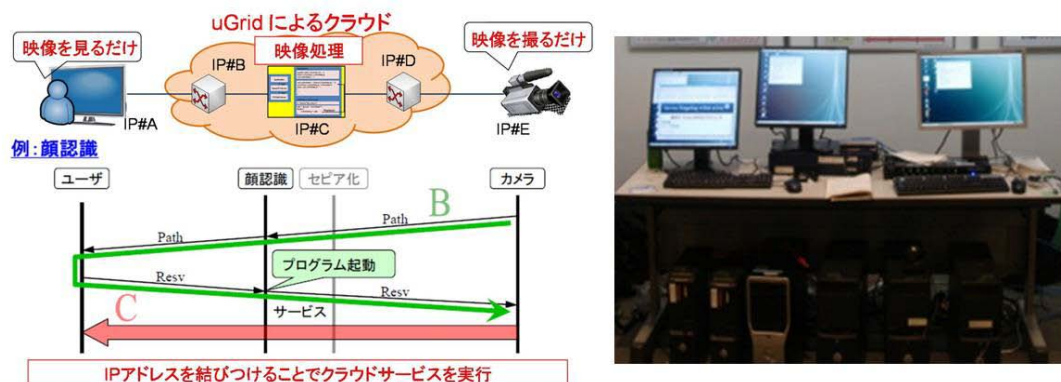 uGrid によるクラウド
映像を見るだけ
映像処理
映像を撮るだけ
IP#B
IP#D
IP#A
IP#C
IP#E
例：顔認識
ユーザ
顔認識
セピア化
カメラ
B
Path
Path
プログラム起動
Resv
Resv
C
サービス
IPアドレスを結びつけることでクラウドサービスを実行